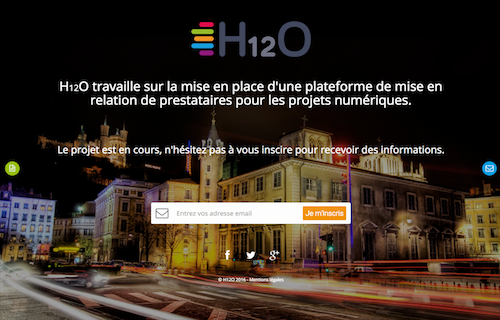 H12O
H12O travaille sur la mise en place d'une plateforme de mise en
relation de prestataires pour les projets numériques.
Le projet est en cours, n'hésitez pas à vous inscire pour recevoir des informations.
Entrez vos adresse email
Je m'inscris
© H12O 2016 - Mentions légales